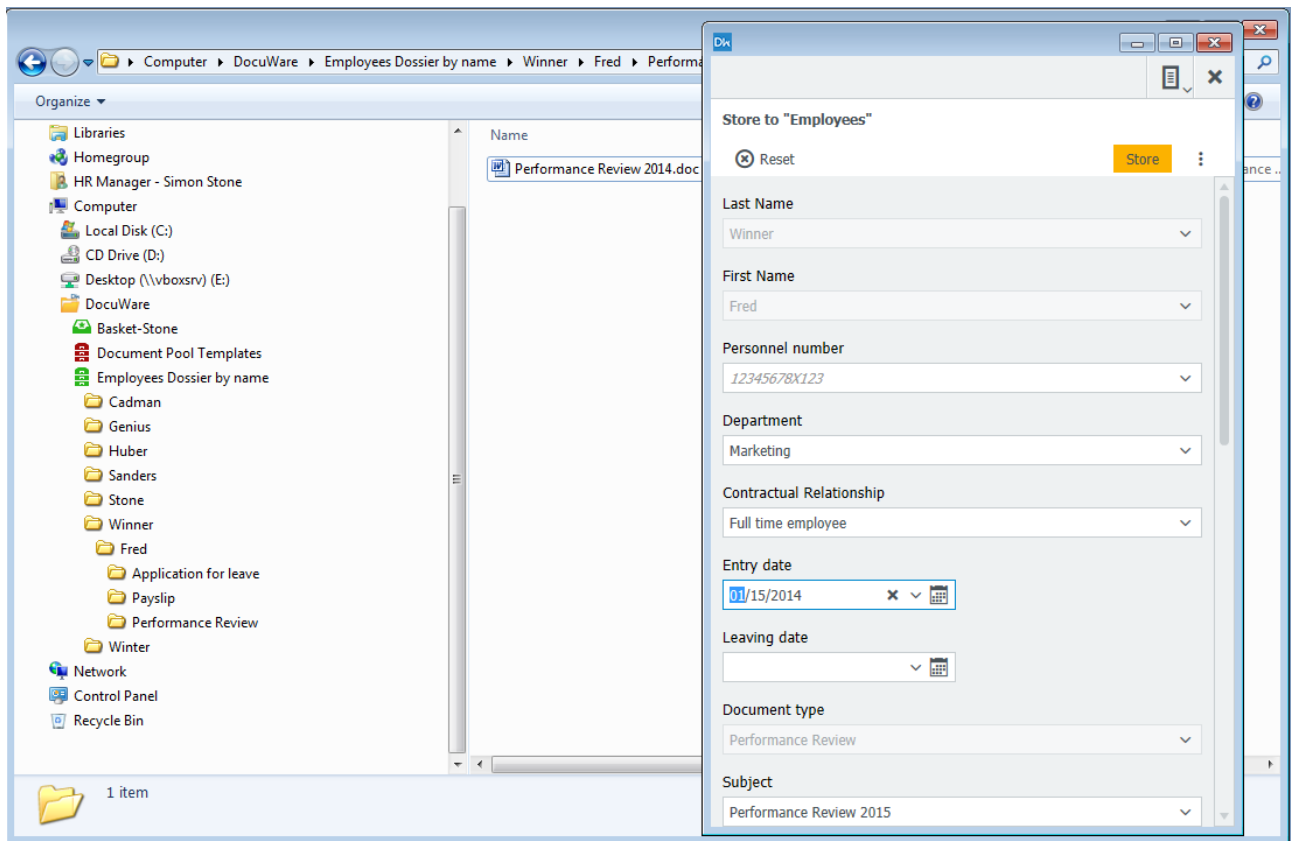 Computer ▸ DocuWare ▸ Employees Dossier by name ▸ Winner ▸ Fred ▸
Organize
Libraries
Homegroup
HR Manager - Simon Stone
Computer
Local Disk (C:)
CD Drive (D:)
Desktop (\\vboxsrv) (E:)
DocuWare
Basket-Stone
Document Pool Templates
Employees Dossier by name
Cadman
Genius
Huber
Sanders
Stone
Winner
Fred
Application for leave
Payslip
Performance Review
Winter
Network
Control Panel
Recycle Bin
Name
Performance Review 2014.doc
1 item
DW
Store to "Employees"
Reset
Store
Last Name
Winner
First Name
Fred
Personnel number
12345678X123
Department
Marketing
Contractual Relationship
Full time employee
Entry date
01/15/2014
Leaving date
Document type
Performance Review
Subject
Performance Review 2015